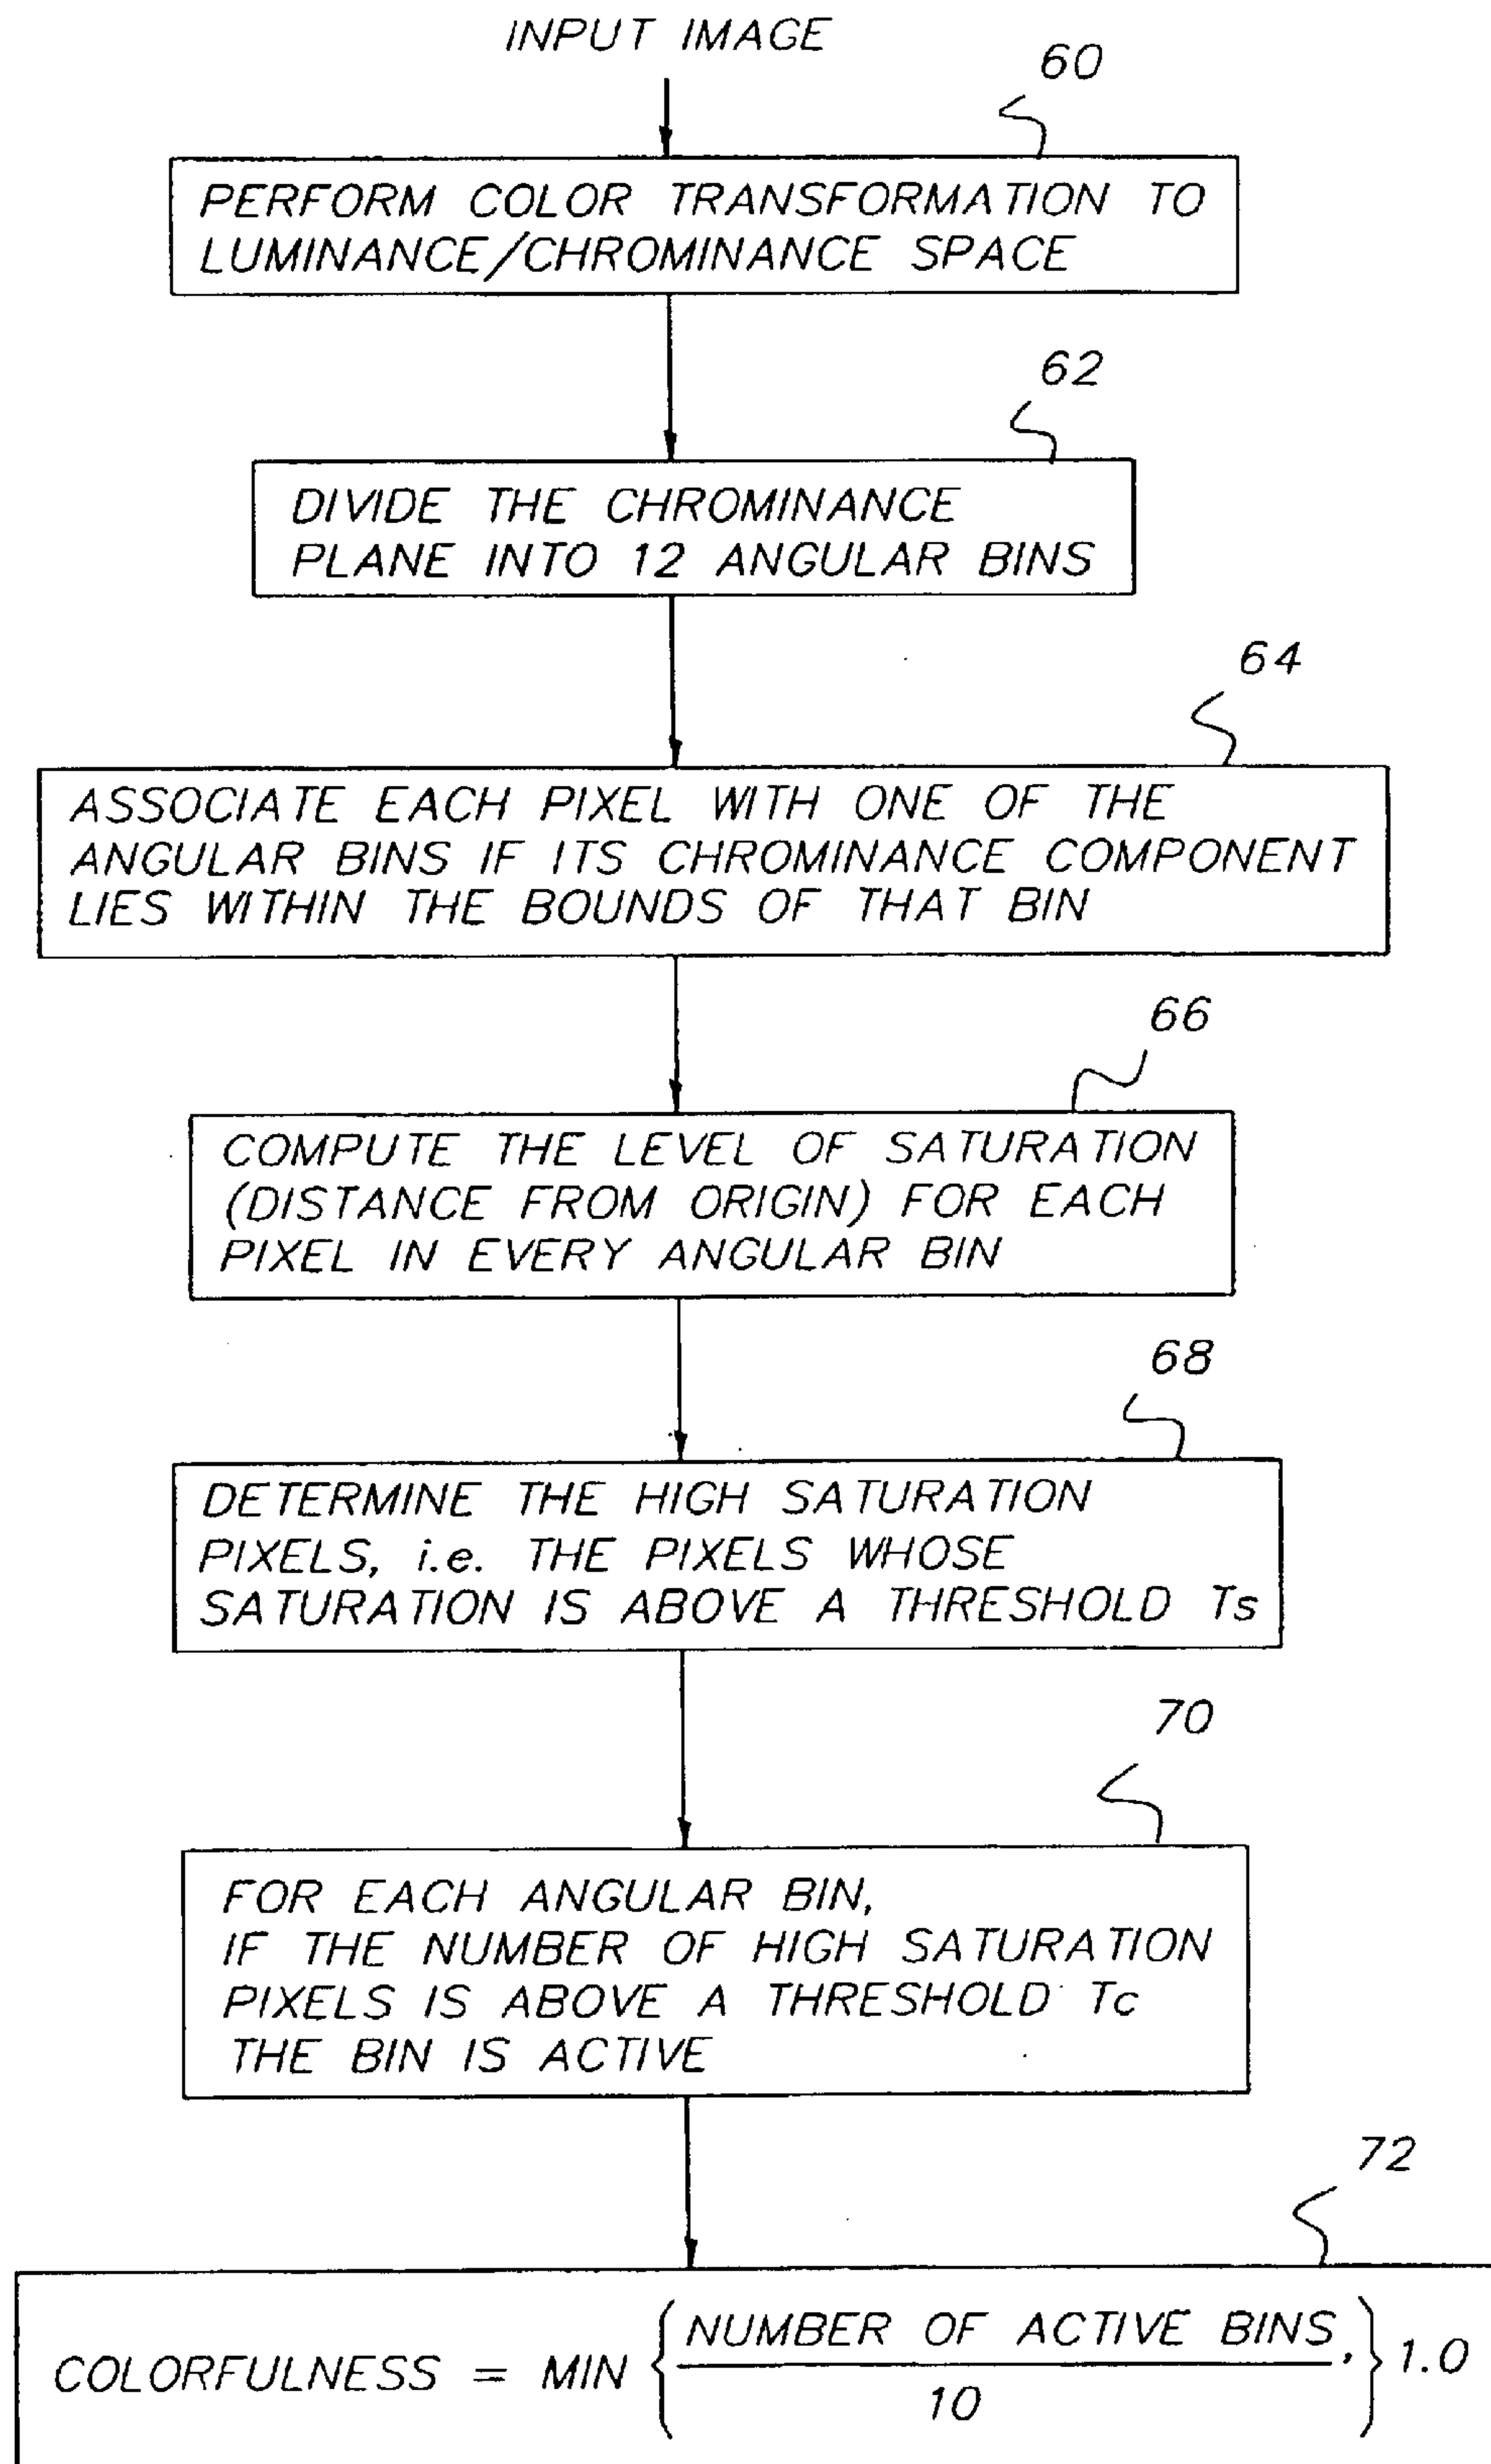 INPUT IMAGE
60
PERFORM COLOR TRANSFORMATION TO
LUMINANCE/CHROMINANCE SPACE
62
DIVIDE THE CHROMINANCE
PLANE INTO 12 ANGULAR BINS
64
ASSOCIATE EACH PIXEL WITH ONE OF THE
ANGULAR BINS IF ITS CHROMINANCE COMPONENT
LIES WITHIN THE BOUNDS OF THAT BIN
66
COMPUTE THE LEVEL OF SATURATION
(DISTANCE FROM ORIGIN) FOR EACH
PIXEL IN EVERY ANGULAR BIN
68
DETERMINE THE HIGH SATURATION
PIXELS, i.e. THE PIXELS WHOSE
SATURATION IS ABOVE A THRESHOLD Ts
70
FOR EACH ANGULAR BIN,
IF THE NUMBER OF HIGH SATURATION
PIXELS IS ABOVE A THRESHOLD Tc
THE BIN IS ACTIVE
72
NUMBER OF ACTIVE BINS
COLORFULNESS = MIN { , } 1.0
10